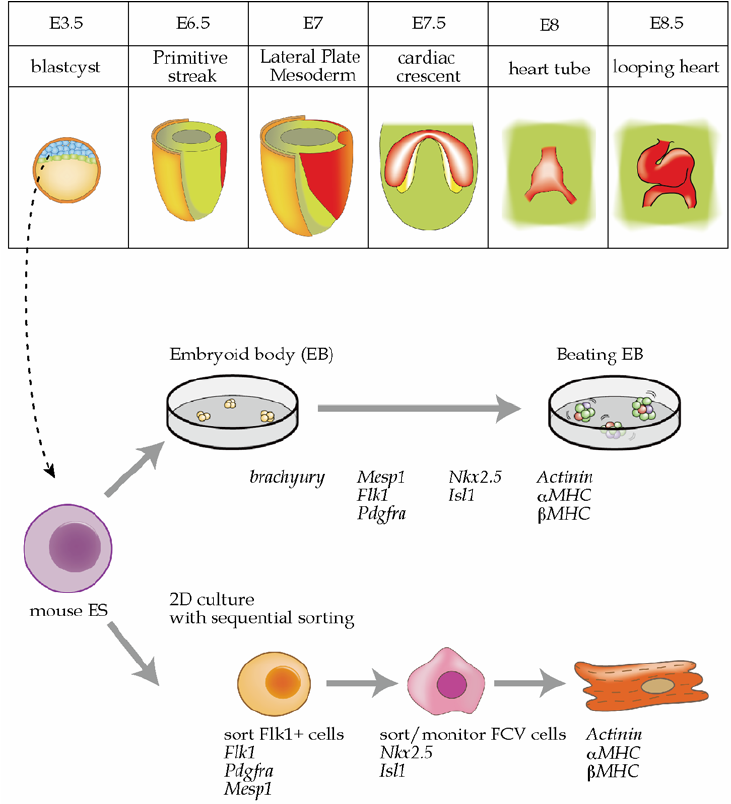 E3.5 E6.5 E7 E7.5 E8 E8.5
blastcyst
Primitive
streak
Lateral Plate
Mesoderm
cardiac
crescent
heart tube
looping heart
Embryoid body (EB)
Beating EB
brachyury
Mesp1
Flk1
Pdgfra
Nkx2.5
Isl1
Actinin
αMHC
βMHC
mouse ES
2D culture
with sequential sorting
sort Flk1+ cells
Flk1
Pdgfra
Mesp1
sort/monitor FCV cells
Nkx2.5
Isl1
Actinin
αMHC
βMHC